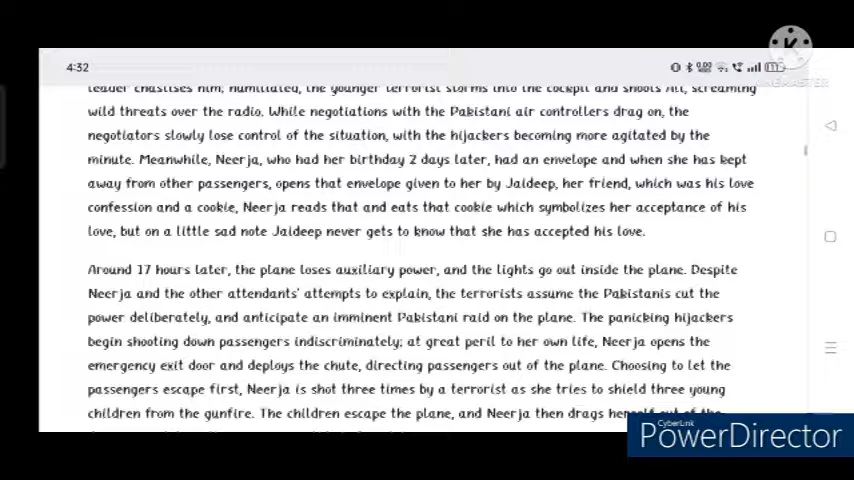 4:32
leader chastises him; humiliated, the younger terrorist storms into the cockpit and shoots Ali, screaming
wild threats over the radio. While negotiations with the Pakistani air controllers drag on, the
negotiators slowly lose control of the situation, with the hijackers becoming more agitated by the
minute. Meanwhile, Neerja, who had her birthday 2 days later, had an envelope and when she has kept
away from other passengers, opens that envelope given to her by Jaideep, her friend, which was his love
confession and a cookie, Neerja reads that and eats that cookie which symbolizes her acceptance of his
love, but on a little sad note Jaideep never gets to know that she has accepted his love.
Around 17 hours later, the plane loses auxiliary power, and the lights go out inside the plane. Despite
Neerja and the other attendants' attempts to explain, the terrorists assume the Pakistanis cut the
power deliberately, and anticipate an imminent Pakistani raid on the plane. The panicking hijackers
begin shooting down passengers indiscriminately; at great peril to her own life, Neerja opens the
emergency exit door and deploys the chute, directing passengers out of the plane. Choosing to let the
passengers escape first, Neerja is shot three times by a terrorist as she tries to shield three young
children from the gunfire. The children escape the plane, and Neerja then drags herself out of the
CyberLink
PowerDirector